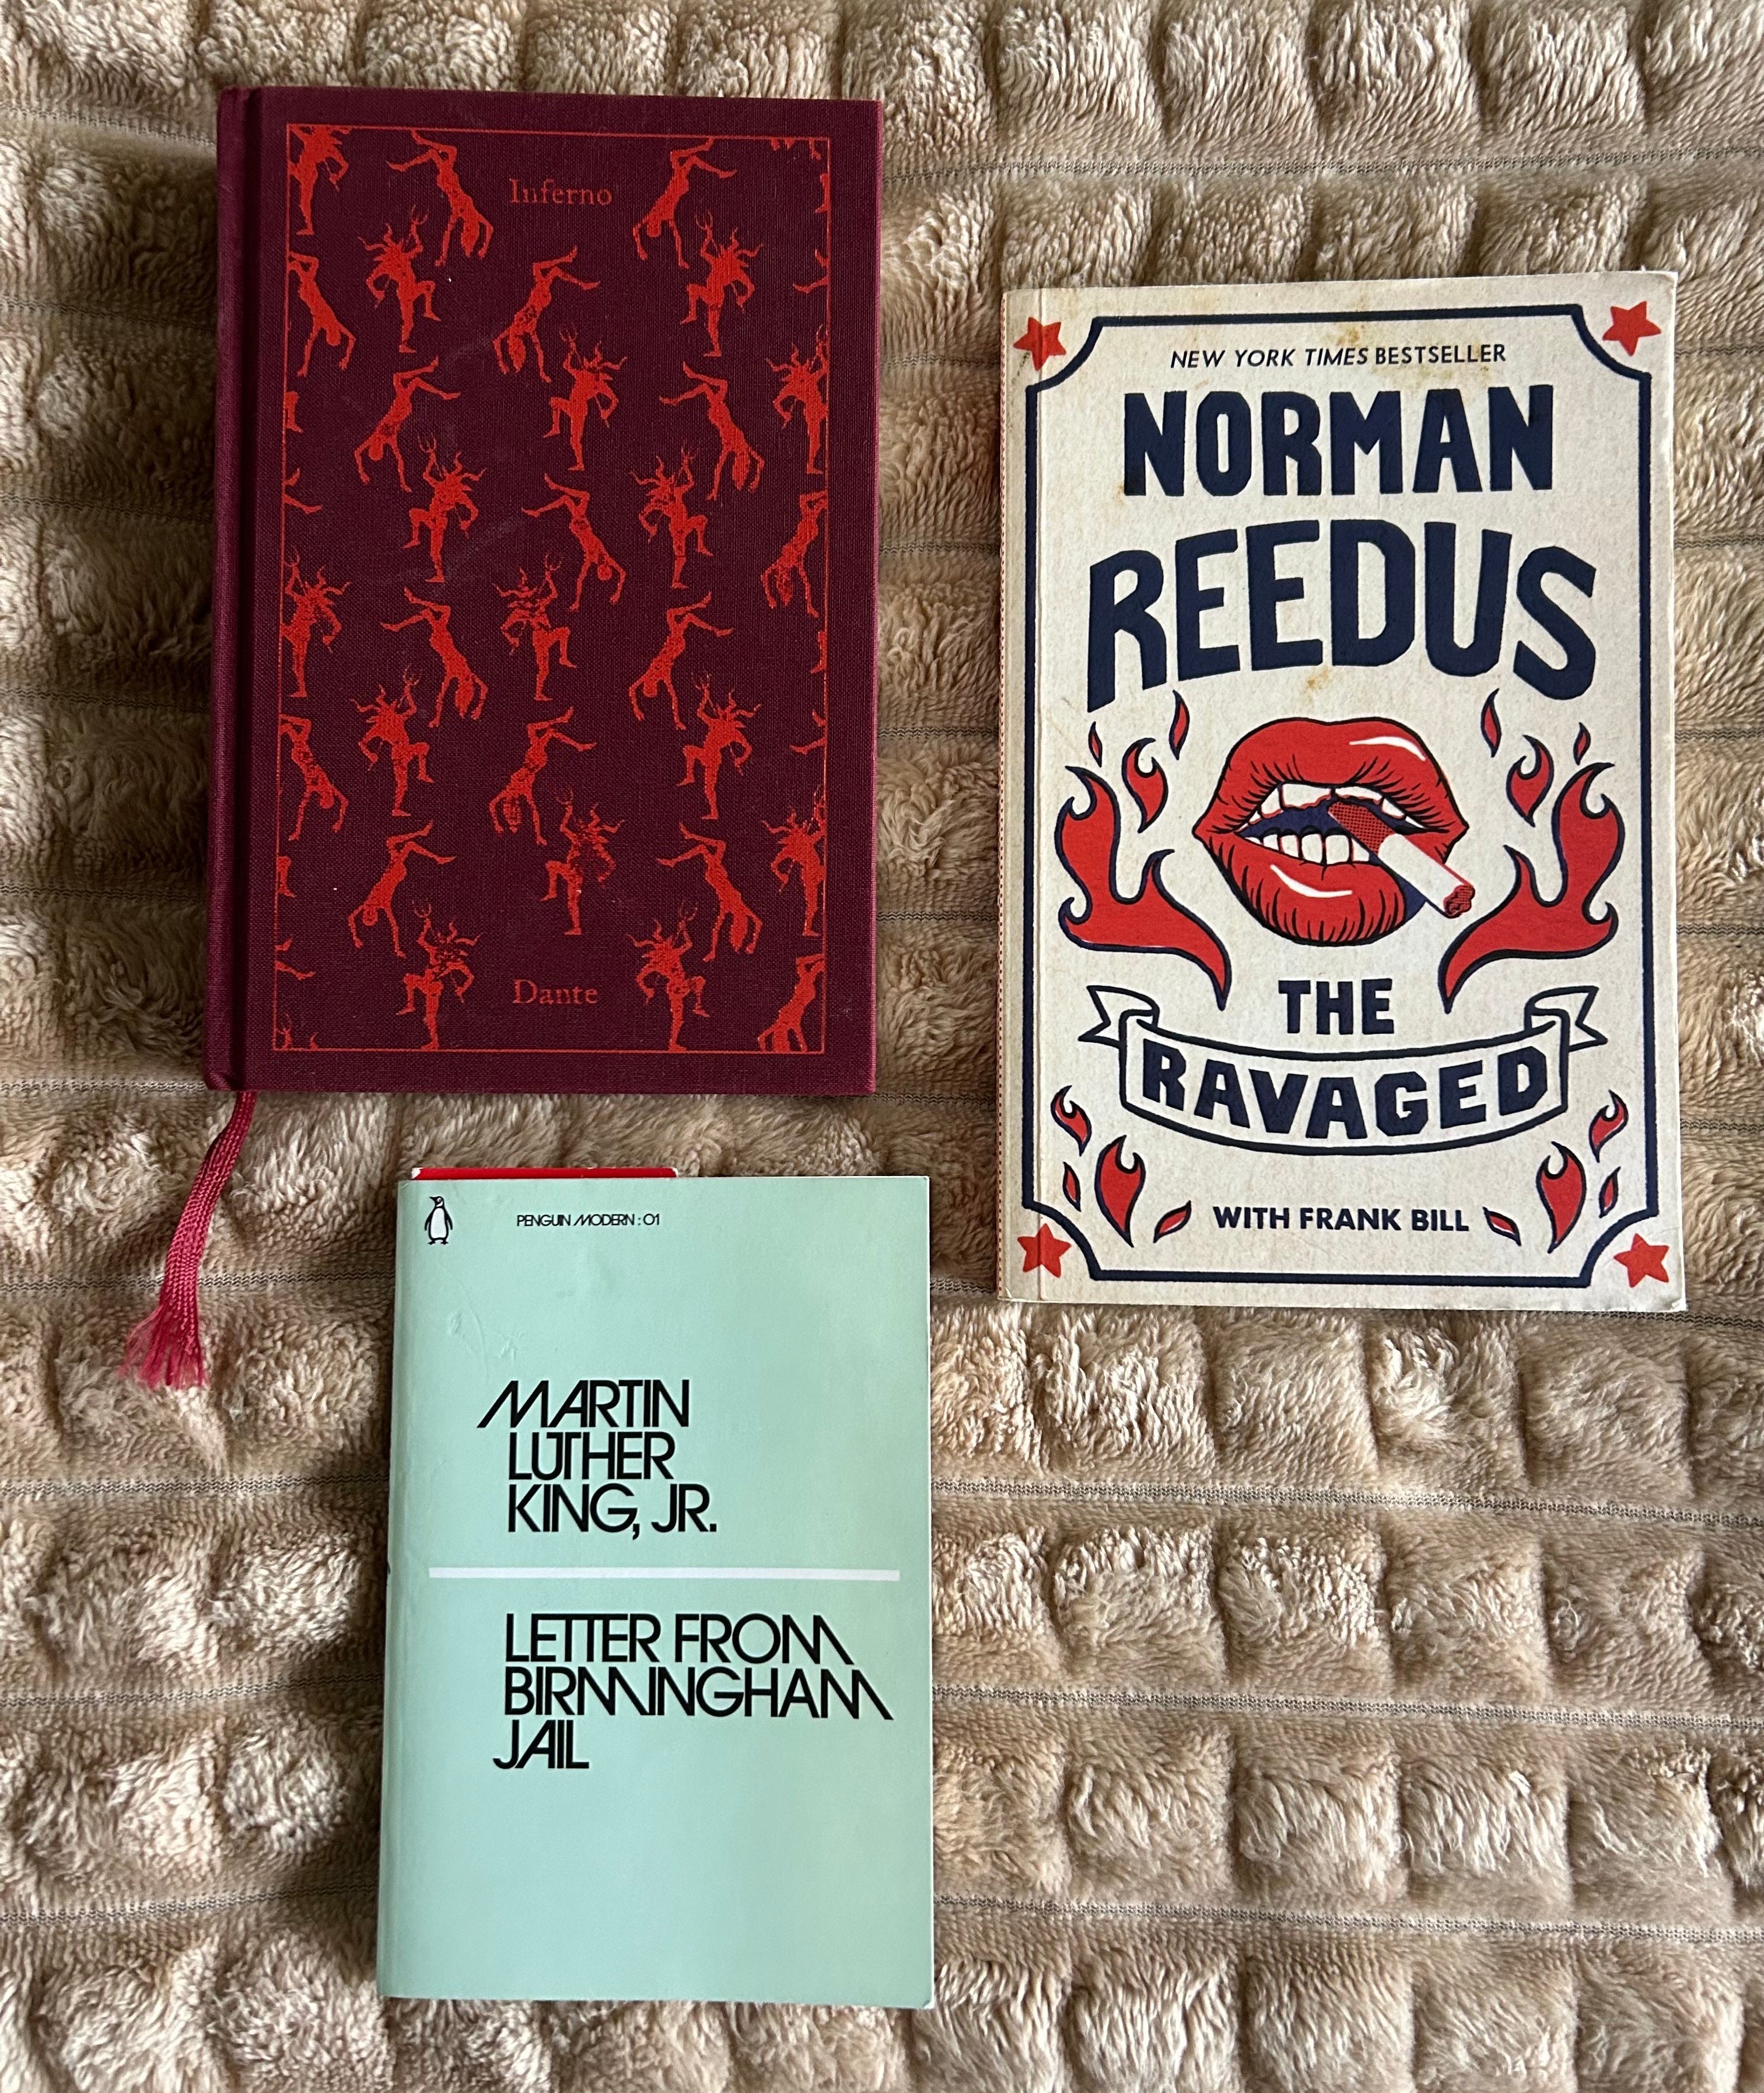 Inferno
Dante
NEW YORK TIMES BESTSELLER
NORMAN
REEDUS
THE
RAVAGED
WITH FRANK BILL
PENGUIN MODERN : 01
MARTIN
LUTHER
KING, JR.
LETTER FROM
BIRMINGHAM
JAIL